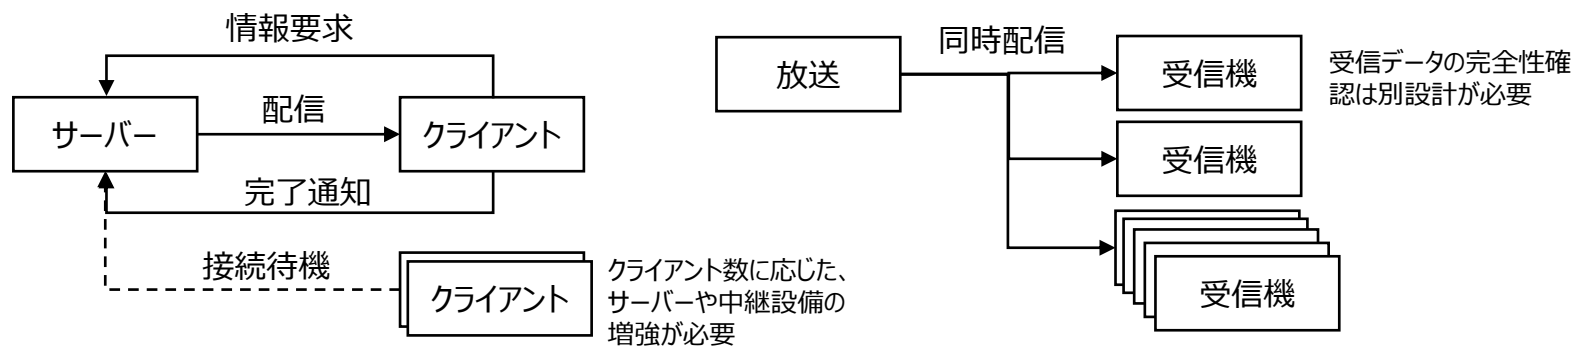 情報要求
サーバー
配信
クライアント
完了通知
接続待機
クライアント
クライアント数に応じた、
サーバーや中継設備の
増強が必要
放送
同時配信
受信機
受信データの完全性確
認は別設計が必要
受信機
受信機